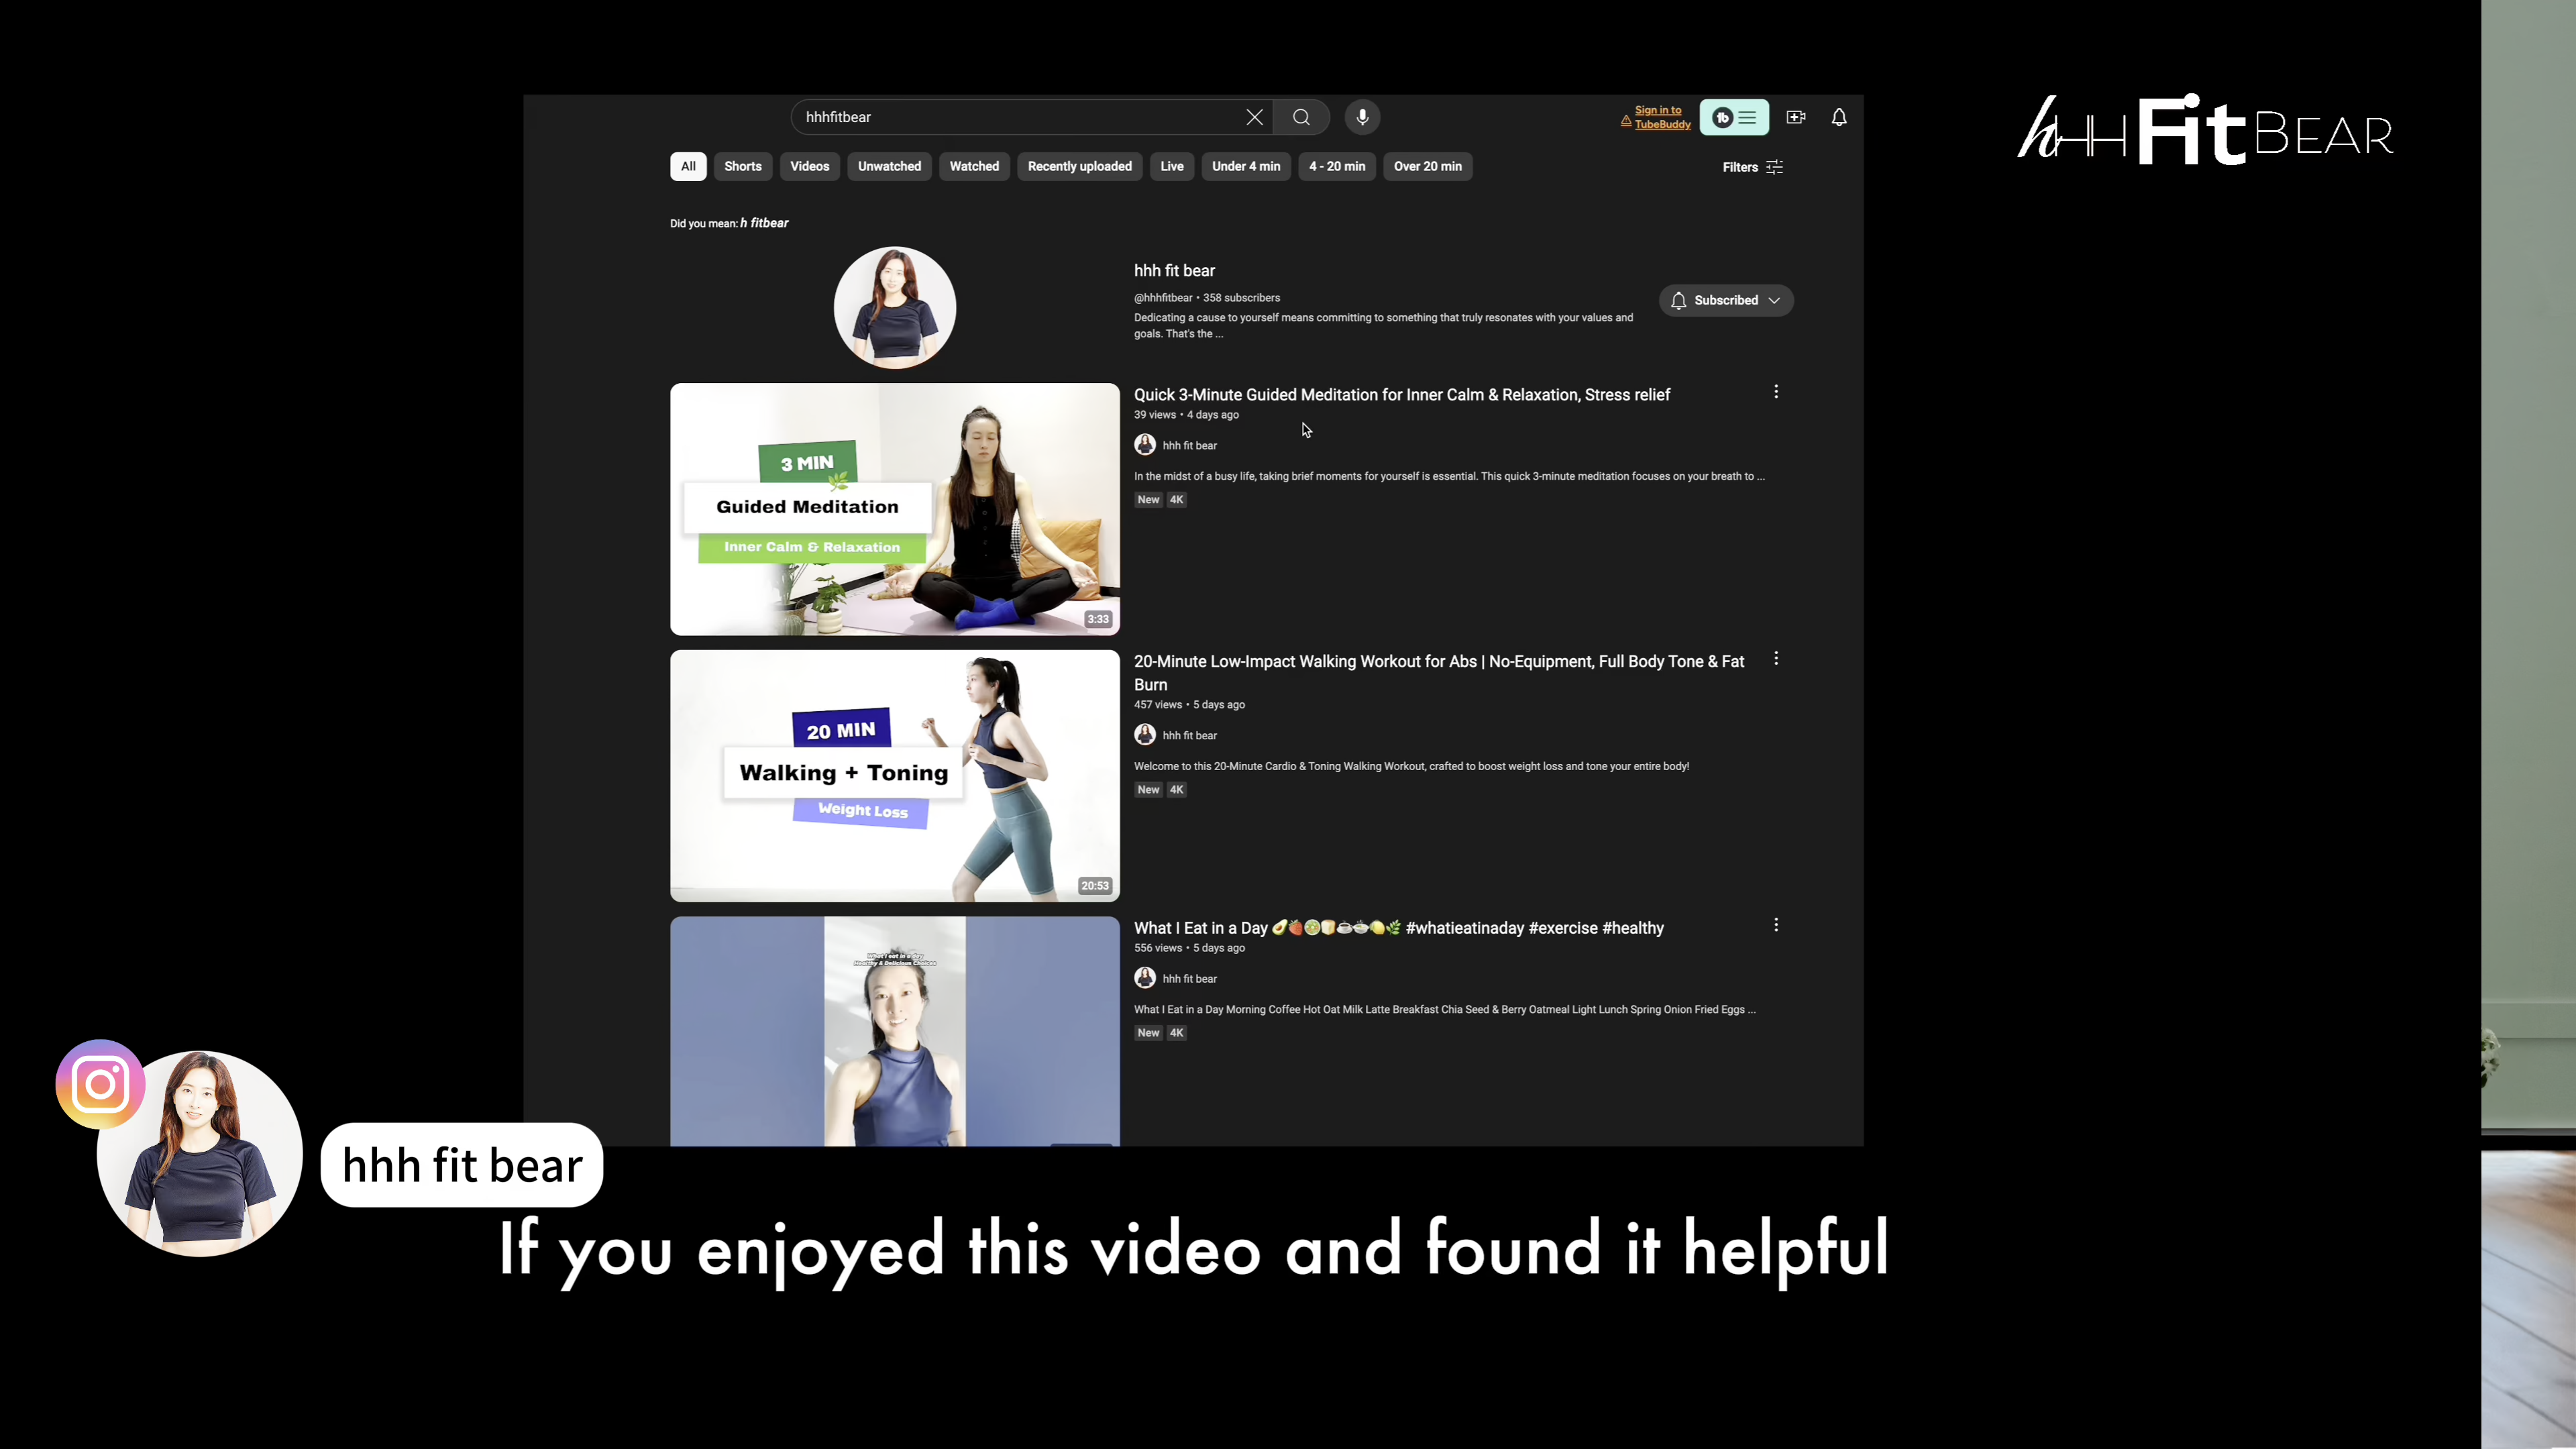 hhhfitbear
Sign in to
TubeBuddy
hhh Fit BEAR
All Shorts Videos Unwatched Watched Recently uploaded Live Under 4 min 4 - 20 min Over 20 min Filters
Did you mean: h fitbear
hhh fit bear
@hhhfitbear • 358 subscribers
Dedicating a cause to yourself means committing to something that truly resonates with your values and
goals. That's the ...
Subscribed
3 MIN
Guided Meditation
Inner Calm & Relaxation
3:33
Quick 3-Minute Guided Meditation for Inner Calm & Relaxation, Stress relief
39 views • 4 days ago
hhh fit bear
In the midst of a busy life, taking brief moments for yourself is essential. This quick 3-minute meditation focuses on your breath to ...
New 4K
20 MIN
Walking + Toning
Weight Loss
20:53
20-Minute Low-Impact Walking Workout for Abs | No-Equipment, Full Body Tone & Fat
Burn
457 views • 5 days ago
hhh fit bear
Welcome to this 20-Minute Cardio & Toning Walking Workout, crafted to boost weight loss and tone your entire body!
New 4K
What I eat in a day
Healthy & Delicious Choices
What I Eat in a Day 🥑🍓🥝🍞☕🍲🍋🌿 #whatieatinaday #exercise #healthy
556 views • 5 days ago
hhh fit bear
What I Eat in a Day Morning Coffee Hot Oat Milk Latte Breakfast Chia Seed & Berry Oatmeal Light Lunch Spring Onion Fried Eggs ...
New 4K
hhh fit bear
If you enjoyed this video and found it helpful